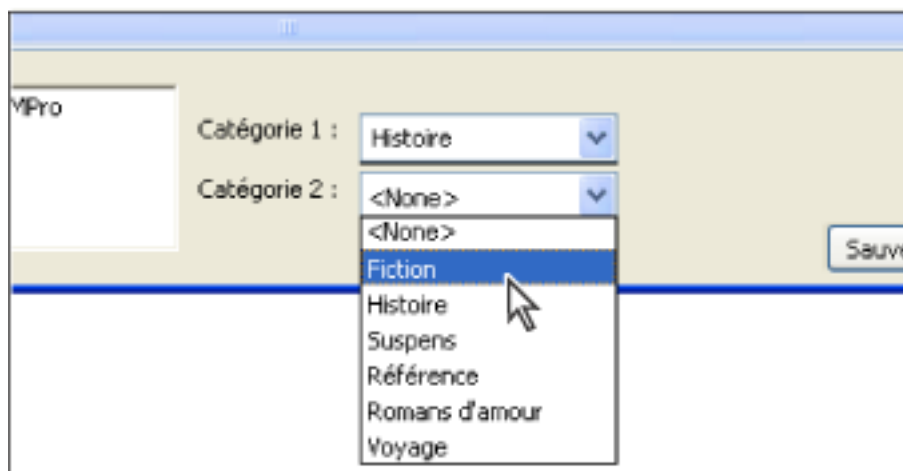 MPro
Catégorie 1 :
Histoire
Catégorie 2 :
<None>
<None>
Fiction
Histoire
Suspens
Référence
Romans d'amour
Voyage
Sauve